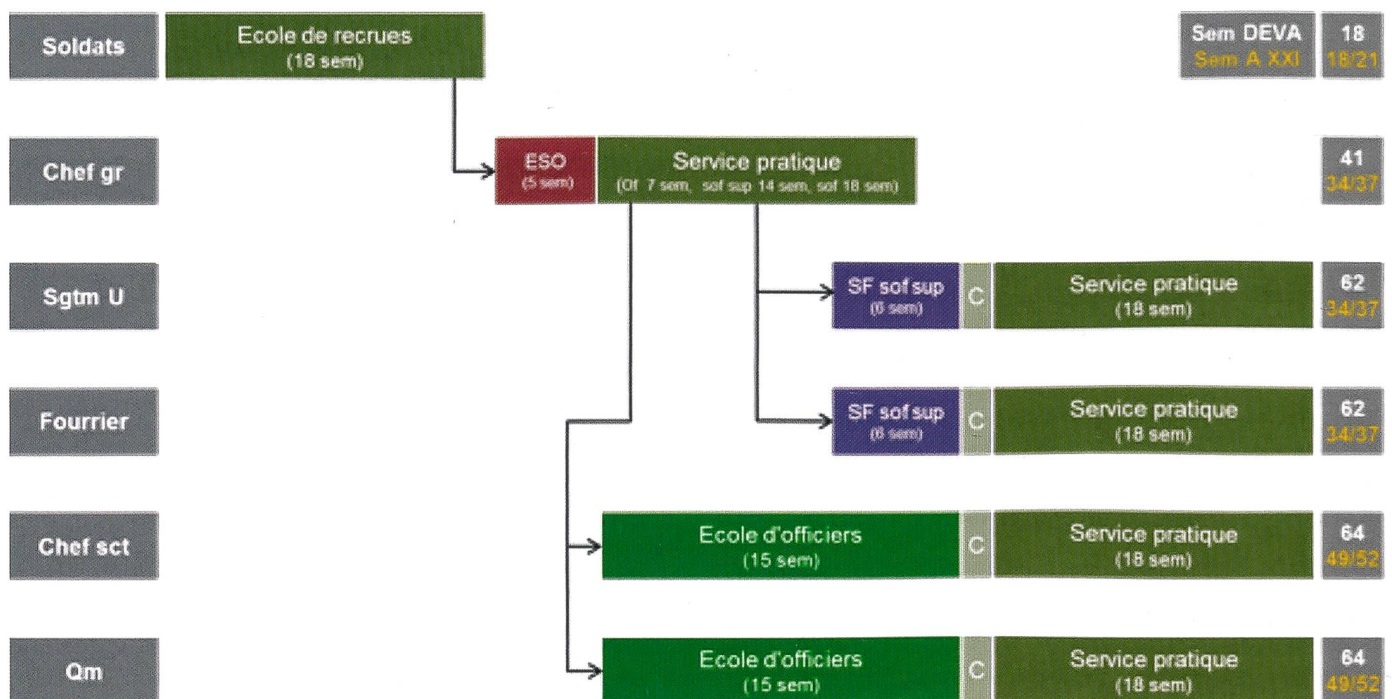 Soldats
Ecole de recrues
(18 sem)
Sem DEVA
18
Sem A XXI
18/21
Chef gr
ESO
(5 sem)
Service pratique
(Of 7 sem, sof sup 14 sem, sof 18 sem)
41
34/37
Sgtm U
SF sof sup
(6 sem)
C
Service pratique
(18 sem)
62
34/37
Fourrier
SF sof sup
(6 sem)
C
Service pratique
(18 sem)
62
34/37
Chef sct
Ecole d'officiers
(15 sem)
C
Service pratique
(18 sem)
64
49/52
Qm
Ecole d'officiers
(15 sem)
C
Service pratique
(18 sem)
64
49/52